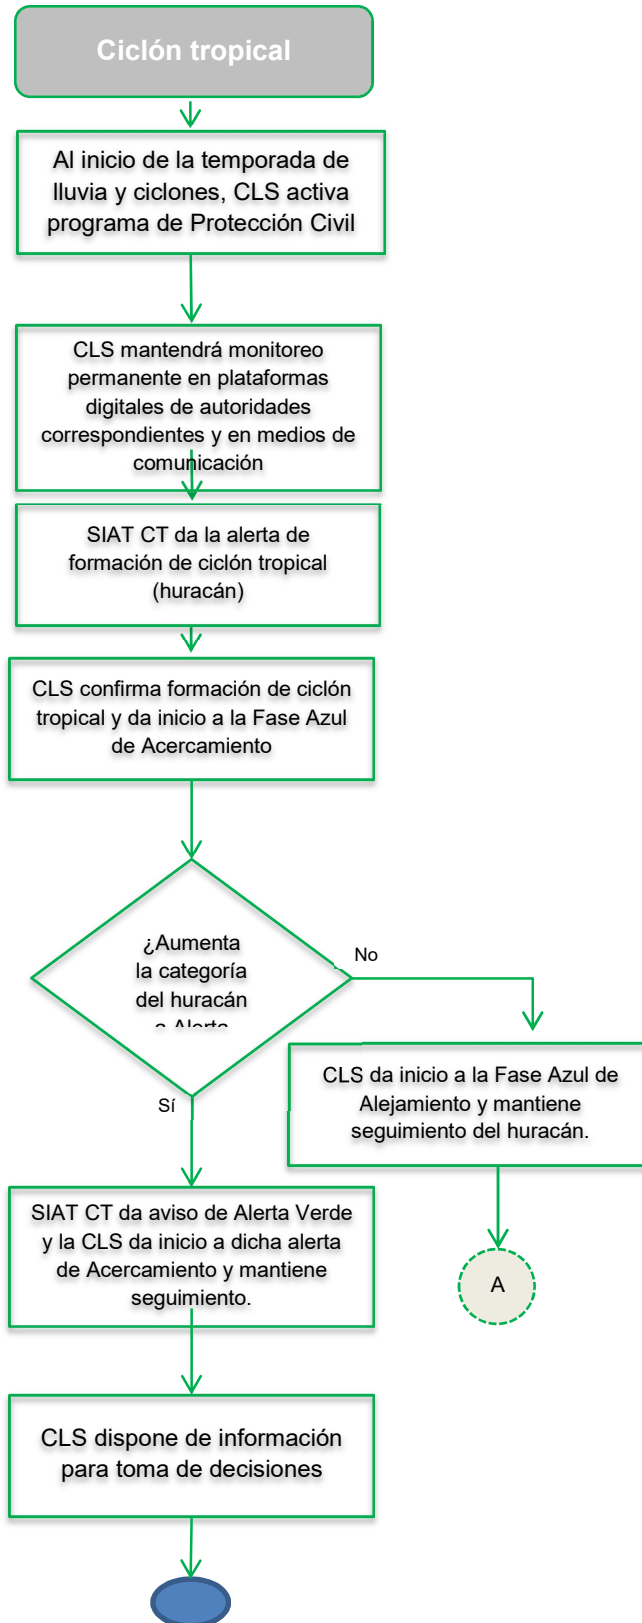 Ciclón tropical
Al inicio de la temporada de
lluvia y ciclones, CLS activa
programa de Protección Civil
CLS mantendrá monitoreo
permanente en plataformas
digitales de autoridades
correspondientes y en medios de
comunicación
SIAT CT da la alerta de
formación de ciclón tropical
(huracán)
CLS confirma formación de ciclón
tropical y da inicio a la Fase Azul
de Acercamiento
¿Aumenta
la categoría
del huracán
a Alerta
No
CLS da inicio a la Fase Azul de
Alejamiento y mantiene
seguimiento del huracán.
Sí
SIAT CT da aviso de Alerta Verde
y la CLS da inicio a dicha alerta
de Acercamiento y mantiene
seguimiento.
A
CLS dispone de información
para toma de decisiones